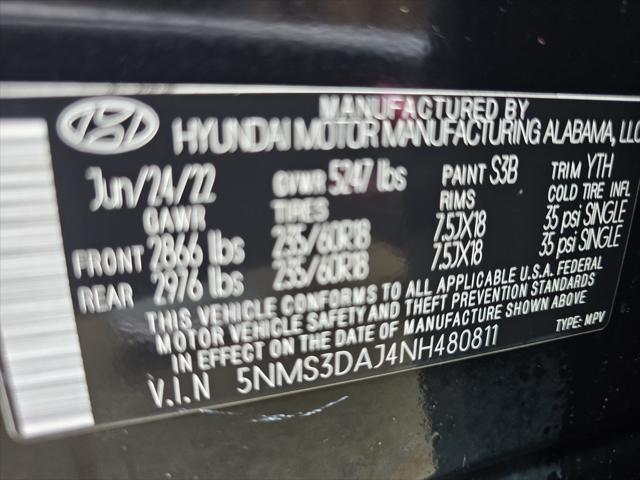 MANUFACTURED BY
HYUNDAI MOTOR MANUFACTURING ALABAMA, LLC
Jun/24/22 GVWR 5247 lbs PAINT S3B TRIM YTH
GAWR TIRES RIMS COLD TIRE INFL
FRONT 2866 lbs 235/60R18 7.5JX18 35 psi SINGLE
REAR 2976 lbs 235/60R18 7.5JX18 35 psi SINGLE
THIS VEHICLE CONFORMS TO ALL APPLICABLE U.S.A. FEDERAL
MOTOR VEHICLE SAFETY AND THEFT PREVENTION STANDARDS
IN EFFECT ON THE DATE OF MANUFACTURE SHOWN ABOVE
V.I.N 5NMS3DAJ4NH480811 TYPE: MPV